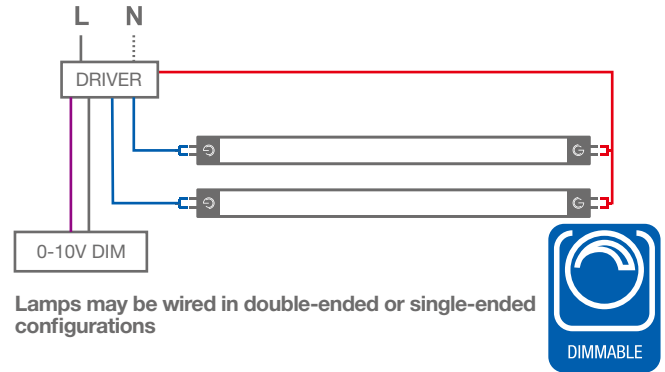 L N
DRIVER
0-10V DIM
Lamps may be wired in double-ended or single-ended
configurations
DIMMABLE